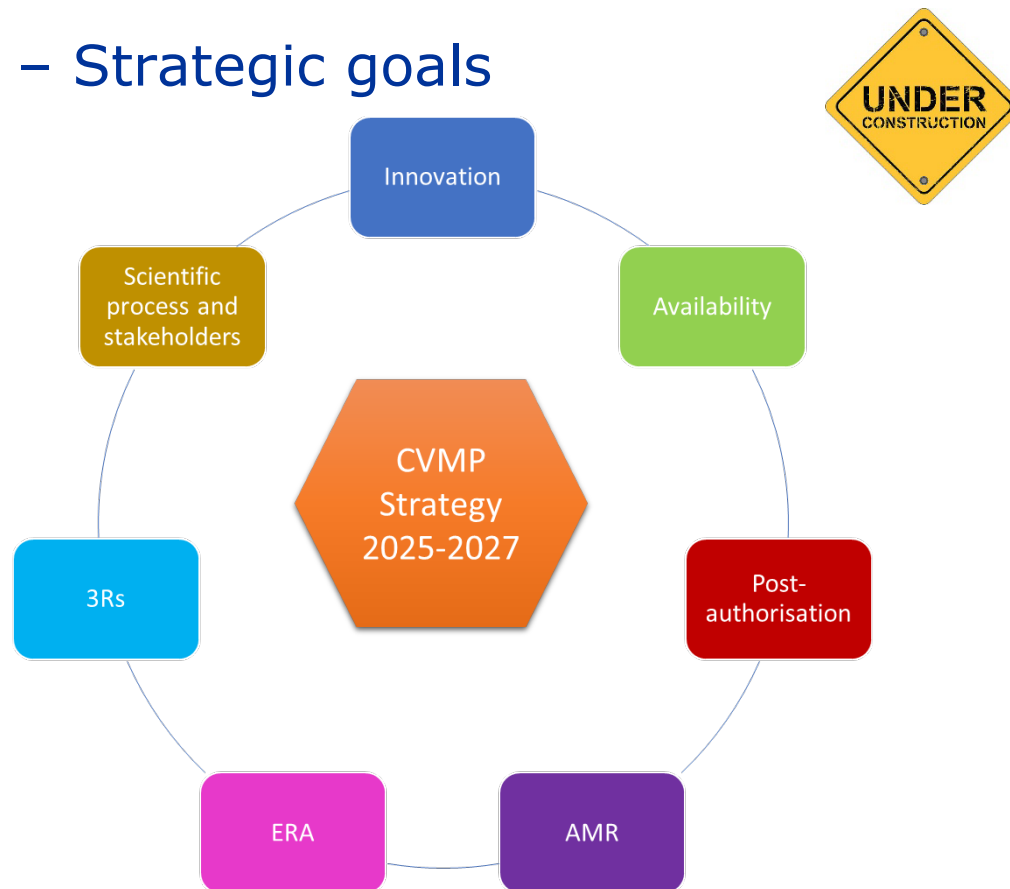 – Strategic goals
UNDER
CONSTRUCTION
Innovation
Scientific
process and
stakeholders
Availability
CVMP
Strategy
2025-2027
3Rs
Post-
authorisation
ERA
AMR